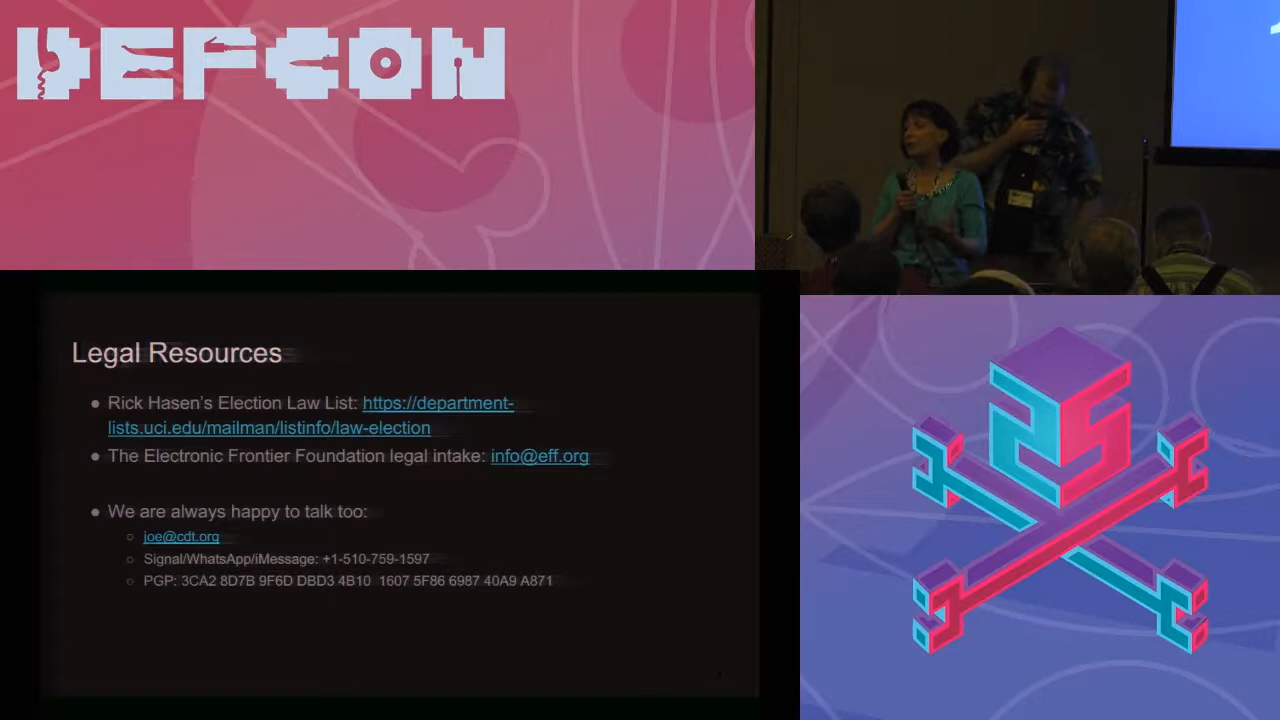 DEFCON
Legal Resources
● Rick Hasen's Election Law List: https://department-
lists.uci.edu/mailman/listinfo/law-election
● The Electronic Frontier Foundation legal intake: info@eff.org
● We are always happy to talk too:
○ joe@cdt.org
○ Signal/WhatsApp/iMessage: +1-510-759-1597
○ PGP: 3CA2 8D7B 9F6D DBD3 4B10 1607 5F86 6987 40A9 A871
25